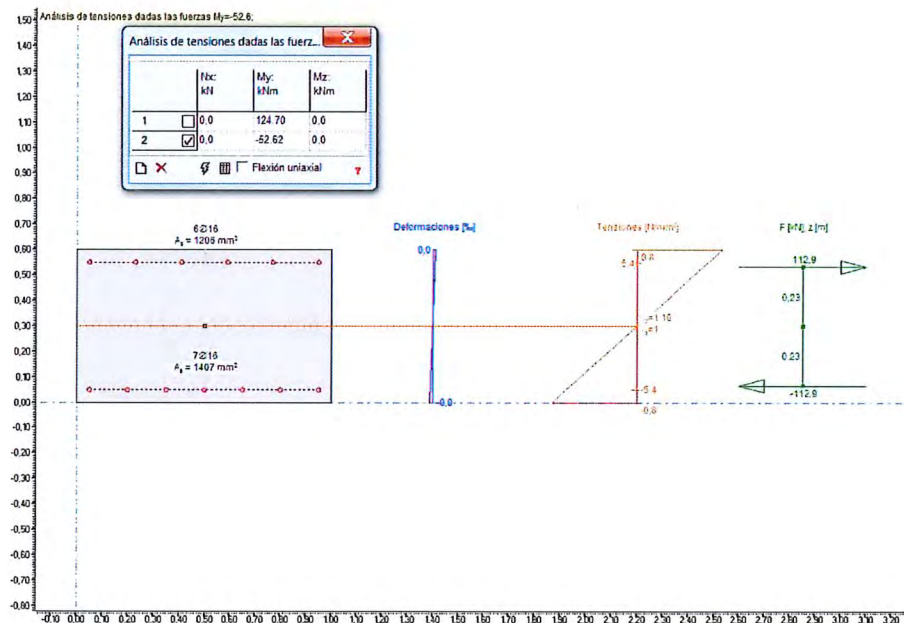 Análisis de tensiones dadas las fuerzas My=-52.6;
Análisis de tensiones dadas las fuerz...
Nx: My: Mz:
kN kNm kNm
1 0,0 124.70 0,0
2 0,0 -52.62 0,0
Flexión uniaxial ?
6Ø16
As = 1206 mm²
Deformaciones [‰]
Tensiones [N/mm²]
F [kN] z [m]
0,0
0,8
5,4
112.9
0,23
0,23
7Ø16
As = 1407 mm²
-5.4
-0,0
-0,8
-112.9
1,50
1,40
1,30
1,20
1,10
1,00
0,90
0,80
0,70
0,60
0,50
0,40
0,30
0,20
0,10
0,00
-0,10
-0,20
-0,30
-0,40
-0,50
-0,60
-0,10 0,00 0,10 0,20 0,30 0,40 0,50 0,60 0,70 0,80 0,90 1,00 1,10 1,20 1,30 1,40 1,50 1,60 1,70 1,80 1,90 2,00 2,10 2,20 2,30 2,40 2,50 2,60 2,70 2,80 2,90 3,00 3,10 3,20